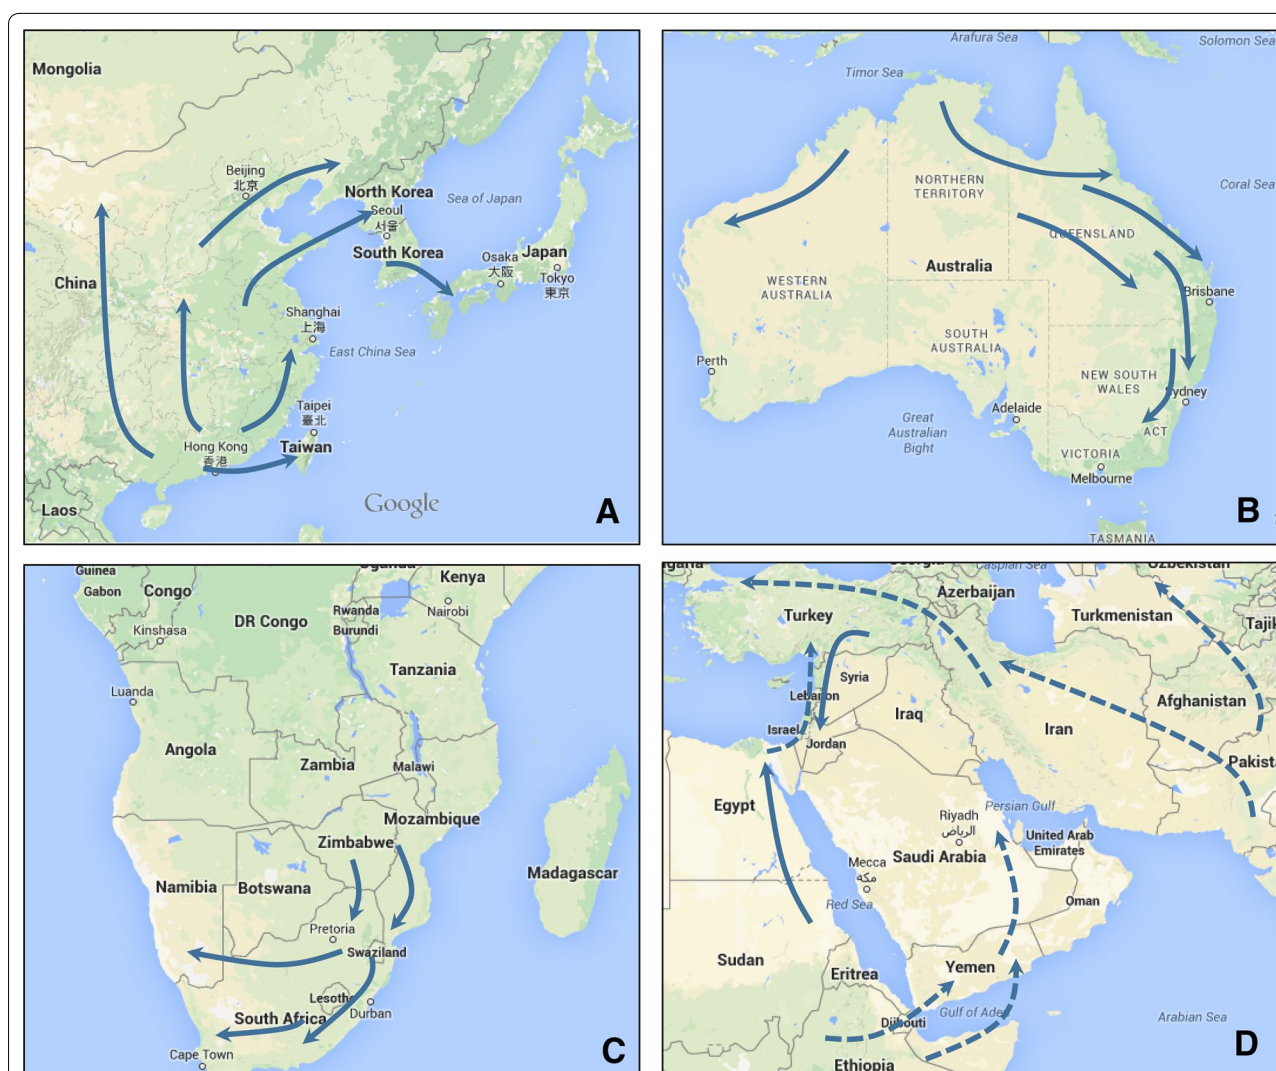 Mongolia
Beijing
北京
North Korea
Sea of Japan
Seoul
서울
South Korea
Osaka
大阪
Japan
Tokyo
東京
China
Shanghai
上海
East China Sea
Taipei
臺北
Hong Kong
香港
Taiwan
Laos
Google
A
Arafura Sea
Solomon Sea
Timor Sea
NORTHERN
TERRITORY
Coral Sea
QUEENSLAND
Australia
WESTERN
AUSTRALIA
Brisbane
SOUTH
AUSTRALIA
Perth
NEW SOUTH
WALES
Sydney
Adelaide
Great
Australian
Bight
ACT
VICTORIA
Melbourne
TASMANIA
B
Guinea
Gabon
Congo
Uganda
Kenya
Nairobi
Rwanda
Burundi
DR Congo
Kinshasa
Tanzania
Luanda
Angola
Zambia
Malawi
Mozambique
Zimbabwe
Namibia
Botswana
Madagascar
Pretoria
Swaziland
Lesotho
Durban
South Africa
Cape Town
C
garia
Georgia
Caspian Sea
Uzbekistan
Azerbaijan
Turkey
Turkmenistan
Tajik
Syria
Lebanon
Afghanistan
Iraq
Israel
Jordan
Iran
Pakista
Egypt
Persian Gulf
Riyadh
الرياض
United Arab
Emirates
Mecca
مكة
Saudi Arabia
Red Sea
Oman
Sudan
Yemen
Eritrea
Gulf of Aden
Djibouti
Arabian Sea
Ethiopia
D